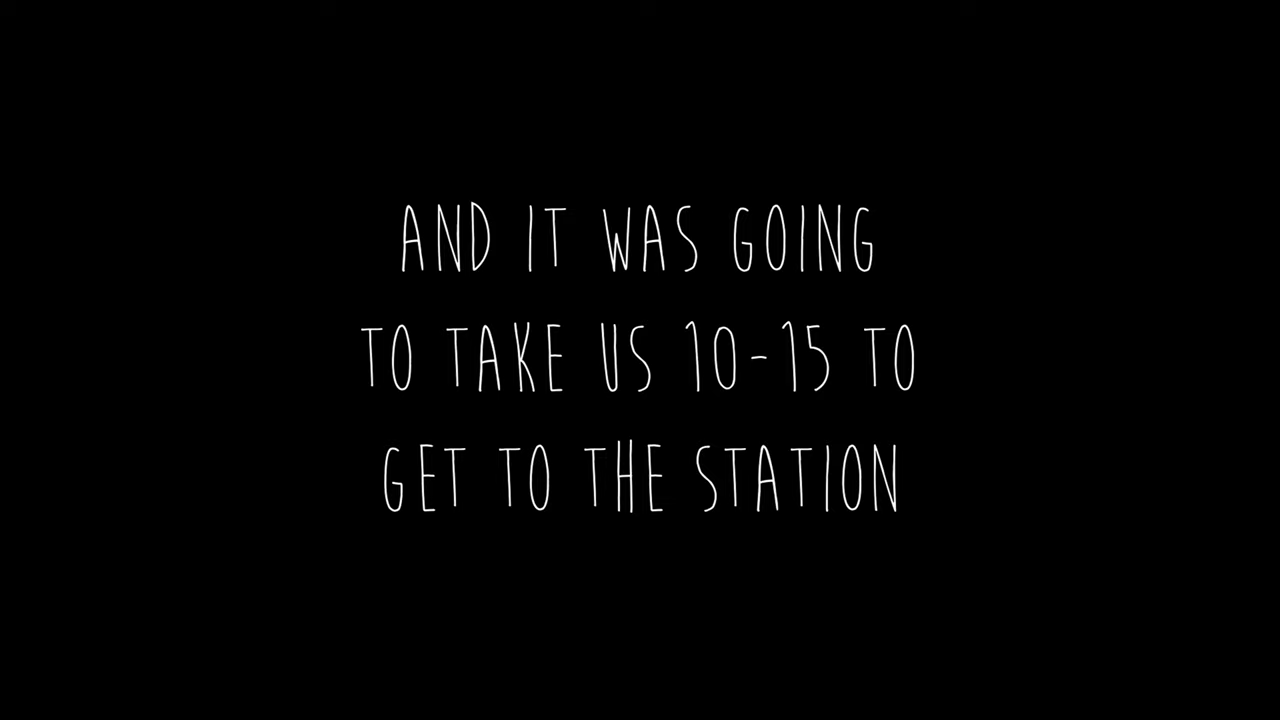 AND IT WAS GOING
TO TAKE US 10-15 TO
GET TO THE STATION